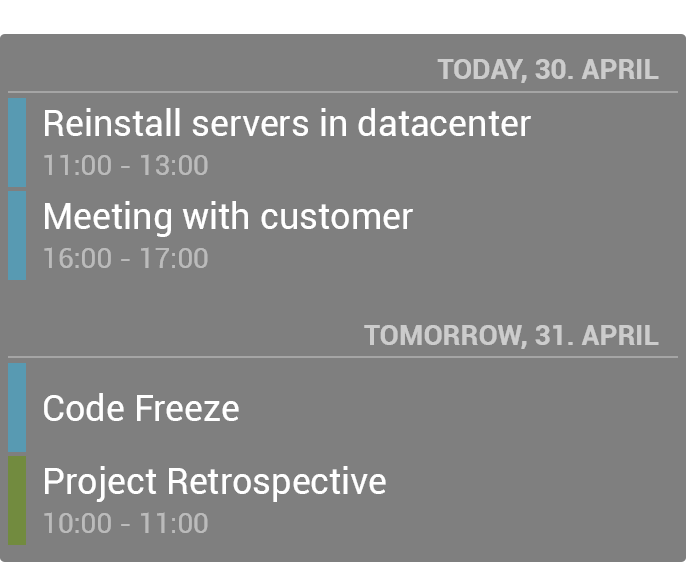 TODAY, 30. APRIL
Reinstall servers in datacenter
11:00 - 13:00
Meeting with customer
16:00 - 17:00
TOMORROW, 31. APRIL
Code Freeze
Project Retrospective
10:00 - 11:00